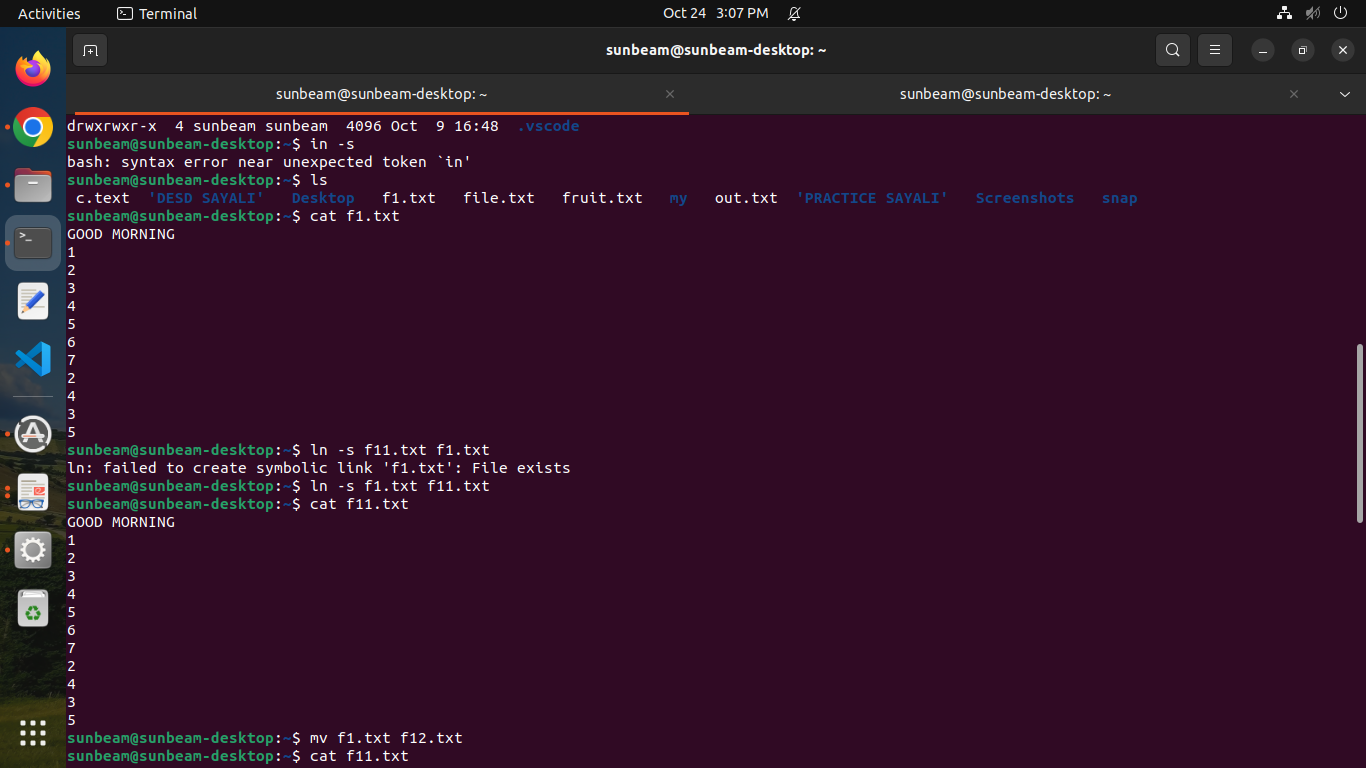 Activities Terminal Oct 24 3:07 PM
sunbeam@sunbeam-desktop: ~
sunbeam@sunbeam-desktop: ~ sunbeam@sunbeam-desktop: ~
drwxrwxr-x  4 sunbeam sunbeam  4096 Oct  9 16:48  .vscode
sunbeam@sunbeam-desktop:~$ in -s
bash: syntax error near unexpected token `in'
sunbeam@sunbeam-desktop:~$ ls
c.text  'DESD SAYALI'   Desktop   f1.txt   file.txt   fruit.txt   my   out.txt  'PRACTICE SAYALI'   Screenshots   snap
sunbeam@sunbeam-desktop:~$ cat f1.txt
GOOD MORNING
1
2
3
4
5
6
7
2
4
3
5
sunbeam@sunbeam-desktop:~$ ln -s f11.txt f1.txt
ln: failed to create symbolic link 'f1.txt': File exists
sunbeam@sunbeam-desktop:~$ ln -s f1.txt f11.txt
sunbeam@sunbeam-desktop:~$ cat f11.txt
GOOD MORNING
1
2
3
4
5
6
7
2
4
3
5
sunbeam@sunbeam-desktop:~$ mv f1.txt f12.txt
sunbeam@sunbeam-desktop:~$ cat f11.txt